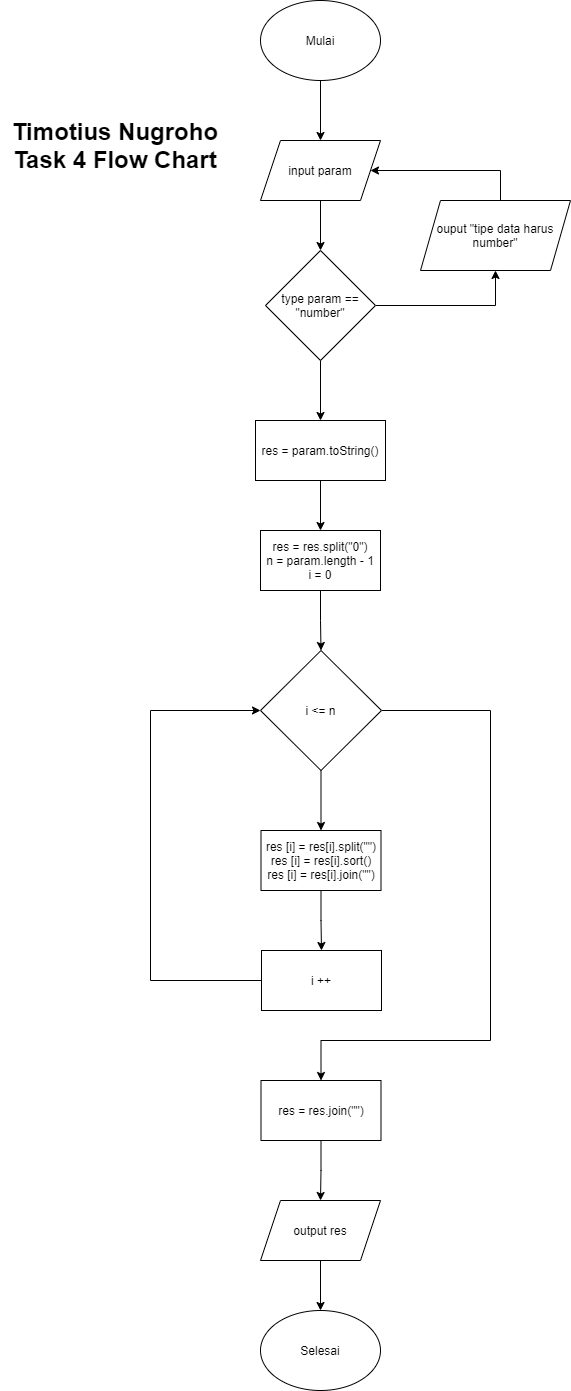 Mulai
Timotius Nugroho
Task 4 Flow Chart
input param
ouput "tipe data harus
number"
type param ==
"number"
res = param.toString()
res = res.split("0")
n = param.length - 1
i = 0
i <= n
res [i] = res[i].split("")
res [i] = res[i].sort()
res [i] = res[i].join("")
i ++
res = res.join("")
output res
Selesai